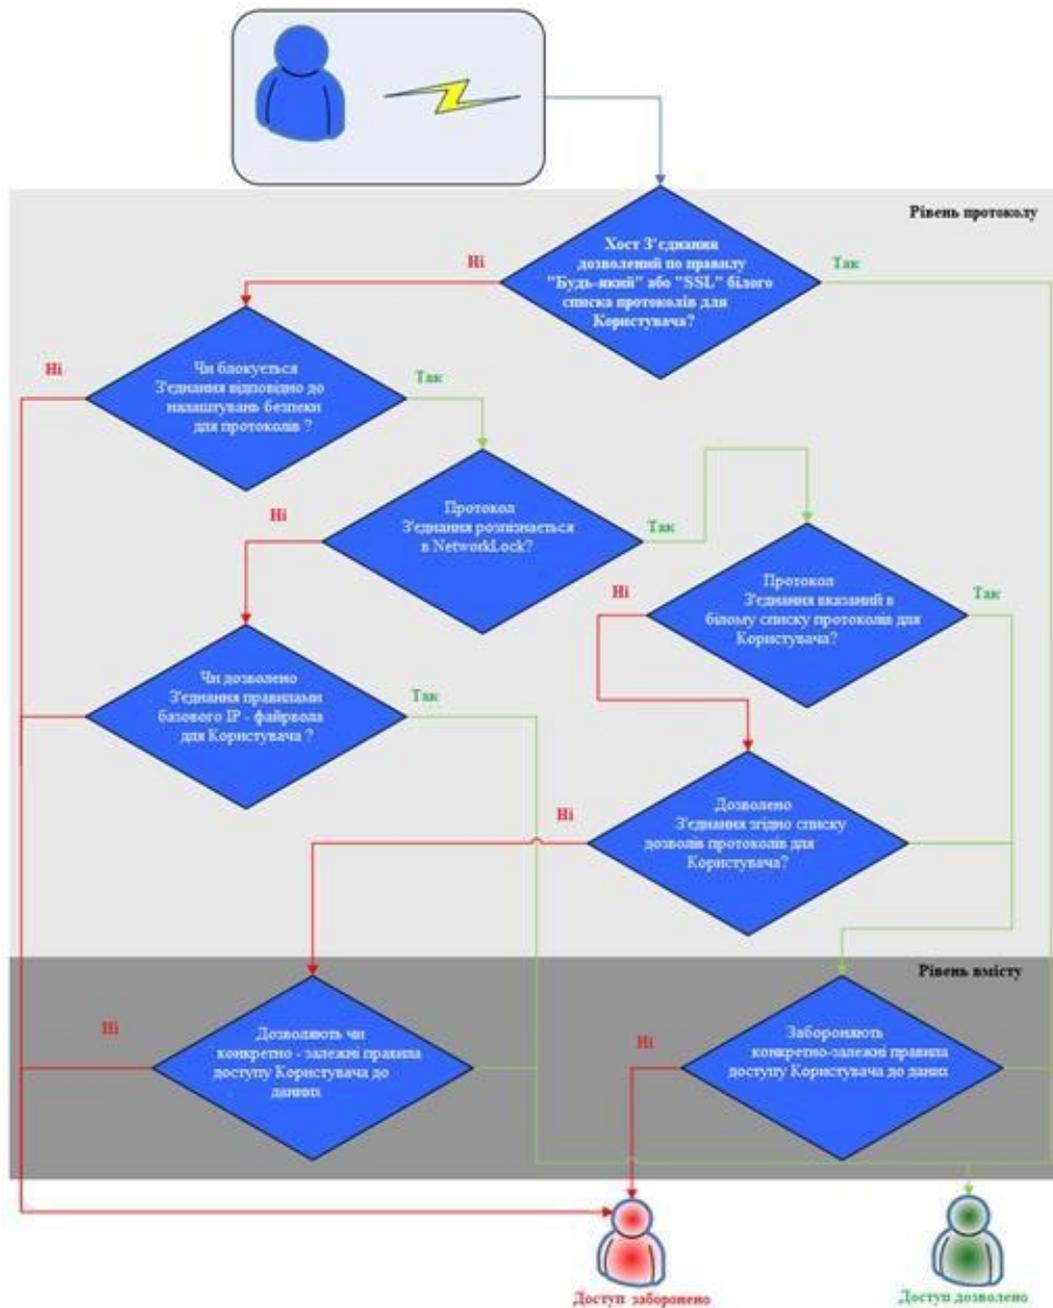 Рівень протоколу
Хост З'єднання
дозволений по правилу
"Будь-який" або "SSL" білого
списка протоколів для
Користувача?
Ні
Так
Чи блокується
З'єднання відповідно до
налаштувань безпеки
для протоколів ?
Ні
Так
Протокол
З'єднання розпізнається
в NetworkLock?
Ні
Так
Протокол
З'єднання вказаний в
білому списку протоколів для
Користувача?
Ні
Так
Чи дозволено
З'єднання правилами
базового IP - файрвола
для Користувача ?
Так
Дозволено
З'єднання згідно списку
дозволів протоколів для
Користувача?
Ні
Рівень вмісту
Дозволяють чи
конкретно - залежні правила
доступу Користувача до
данних
Ні
Забороняють
конкретно-залежні правила
доступу Користувача до даних
Ні
Доступ заборонено
Доступ дозволено